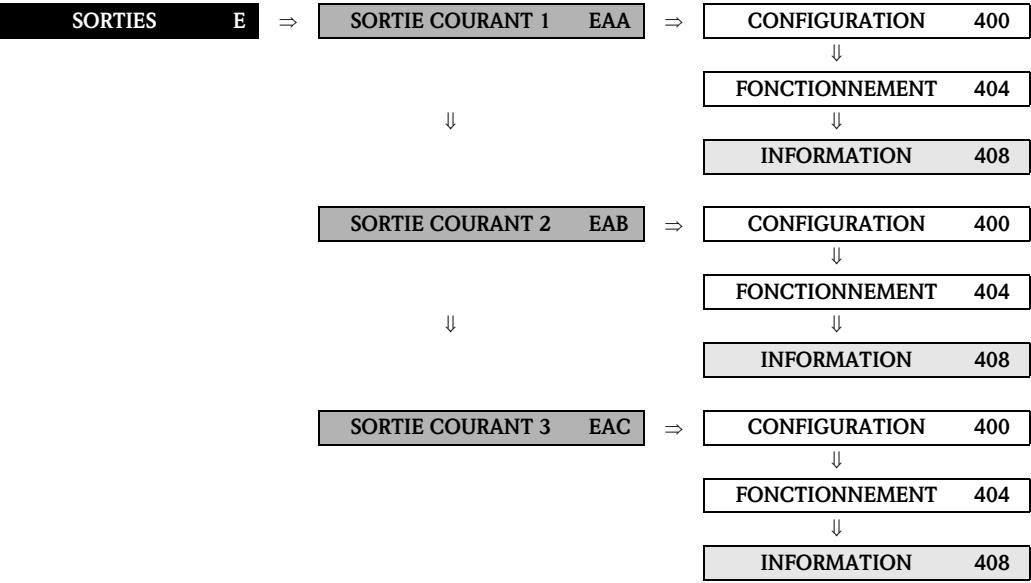 SORTIES E ⇒ SORTIE COURANT 1 EAA ⇒ CONFIGURATION 400
⇓
FONCTIONNEMENT 404
⇓ ⇓
INFORMATION 408
SORTIE COURANT 2 EAB ⇒ CONFIGURATION 400
⇓
FONCTIONNEMENT 404
⇓ ⇓
INFORMATION 408
SORTIE COURANT 3 EAC ⇒ CONFIGURATION 400
⇓
FONCTIONNEMENT 404
⇓
INFORMATION 408